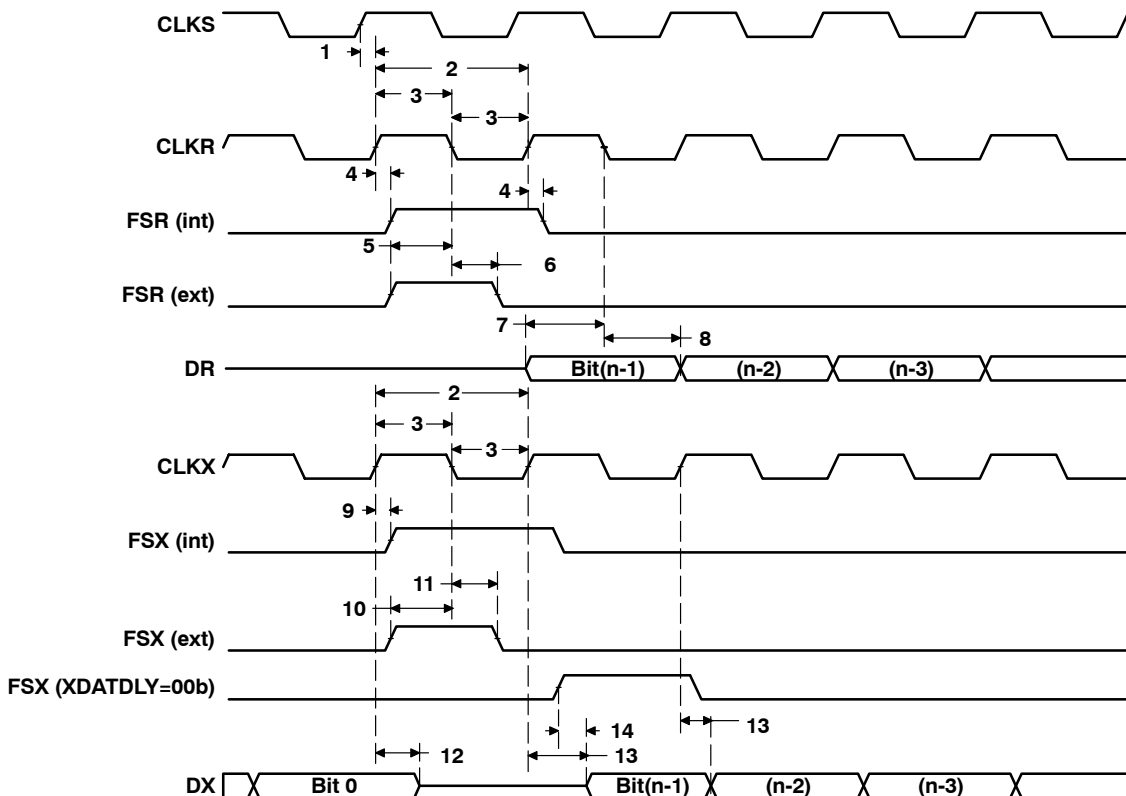 CLKS
1
2
3
3
CLKR
4
4
FSR (int)
5
6
FSR (ext)
7
8
DR
Bit(n-1)
(n-2)
(n-3)
2
3
3
CLKX
9
FSX (int)
11
10
FSX (ext)
FSX (XDATDLY=00b)
14
13
12
13
DX
Bit 0
Bit(n-1)
(n-2)
(n-3)